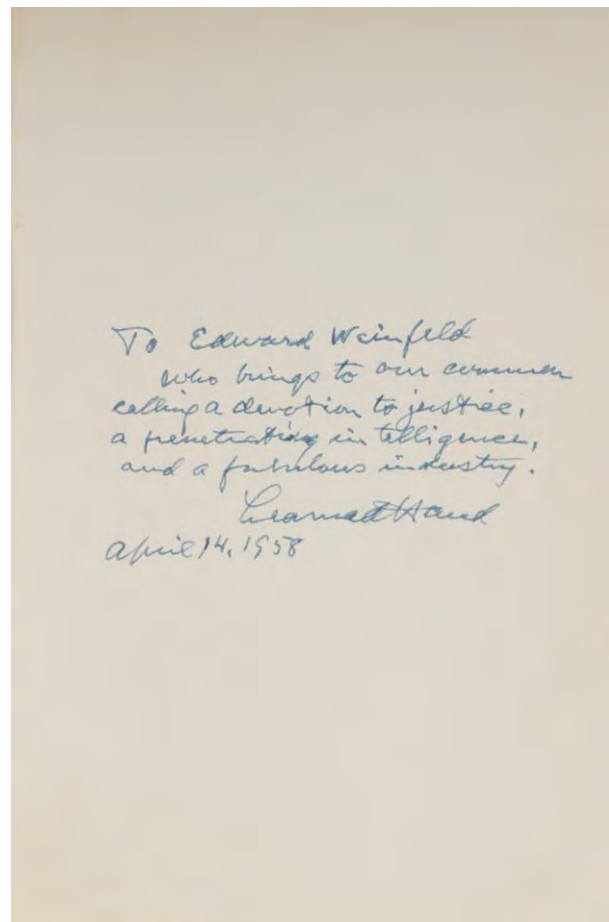 To Edward Weinfeld
who brings to our common
calling a devotion to justice,
a penetrating intelligence,
and a fabulous industry.
Learned Hand
April 14, 1958